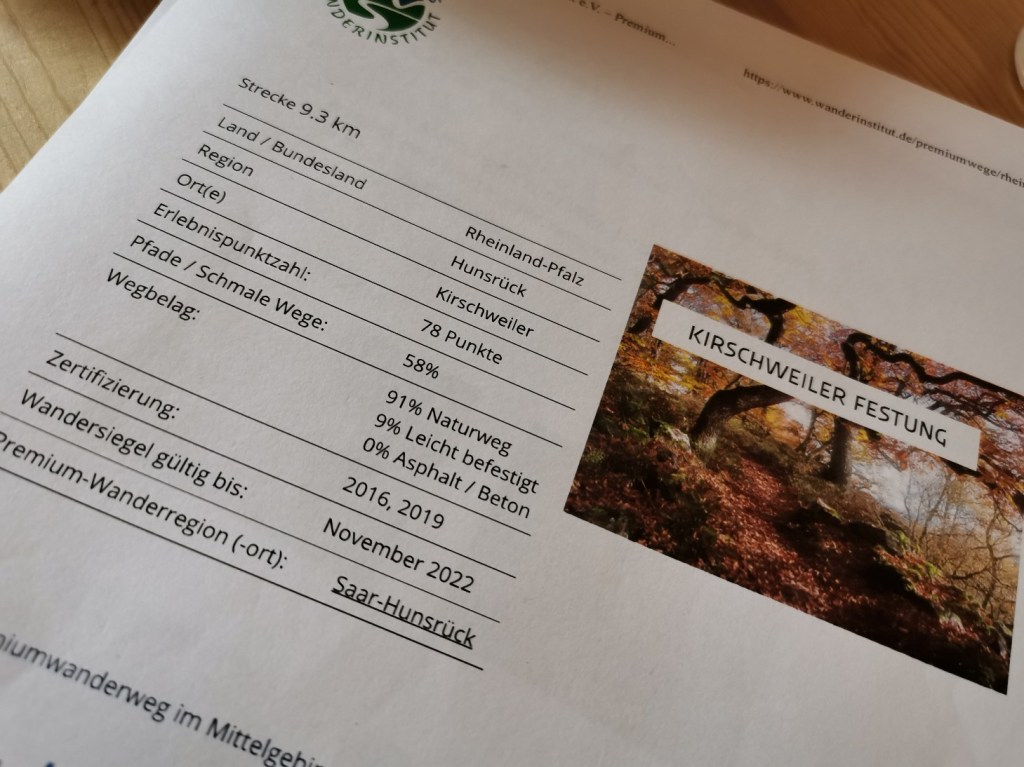 NDERINSTITUT
e.V. – Premium...
https://www.wanderinstitut.de/premiumwege/rhein
Strecke 9.3 km
Land / Bundesland Rheinland-Pfalz
Region Hunsrück
Ort(e) Kirschweiler
Erlebnispunktzahl: 78 Punkte
Pfade / Schmale Wege: 58%
Wegbelag: 91% Naturweg
9% Leicht befestigt
0% Asphalt / Beton
Zertifizierung: 2016, 2019
Wandersiegel gültig bis: November 2022
Premium-Wanderregion (-ort): Saar-Hunsrück
KIRSCHWEILER FESTUNG
miumwanderweg im Mittelgebir